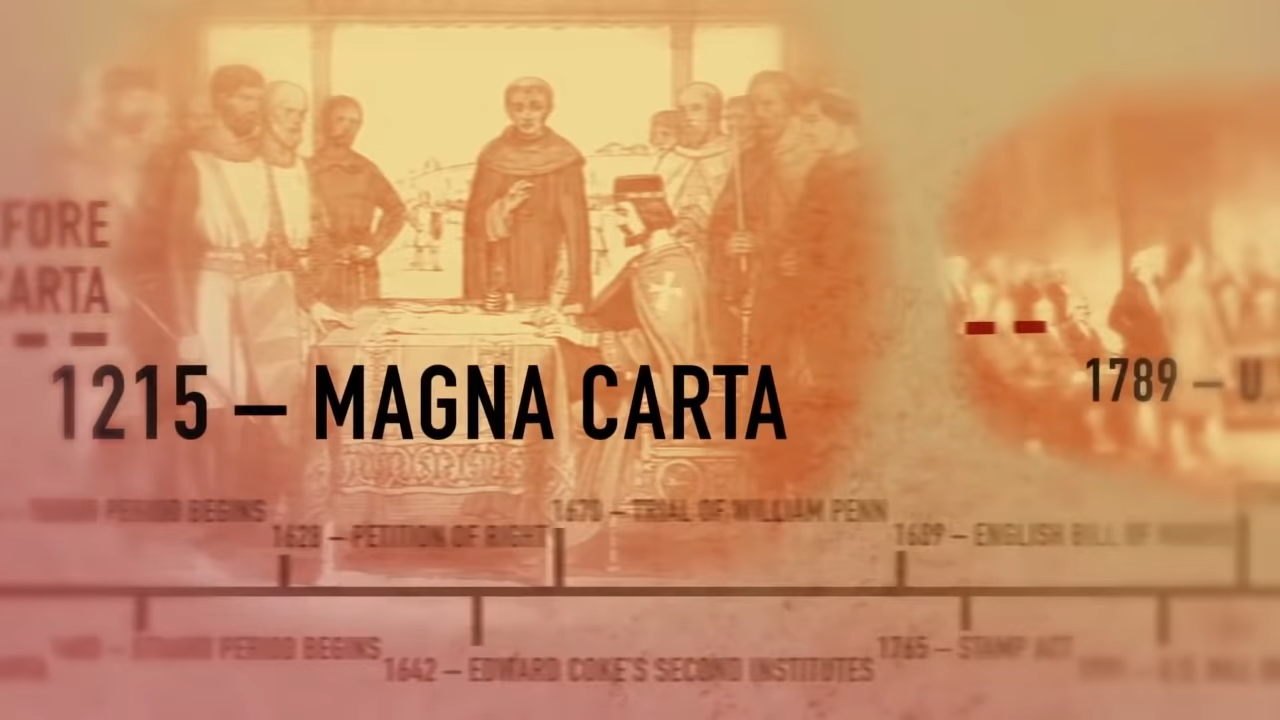 FORE
CARTA
1215 – MAGNA CARTA
1789 – U
PERIOD BEGINS
1628 – PETITION OF RIGHT
1670 – TRIAL OF WILLIAM PENN
1689 – ENGLISH BILL OF
PERIOD BEGINS
1642 – EDWARD COKE'S SECOND INSTITUTES
1765 – STAMP ACT